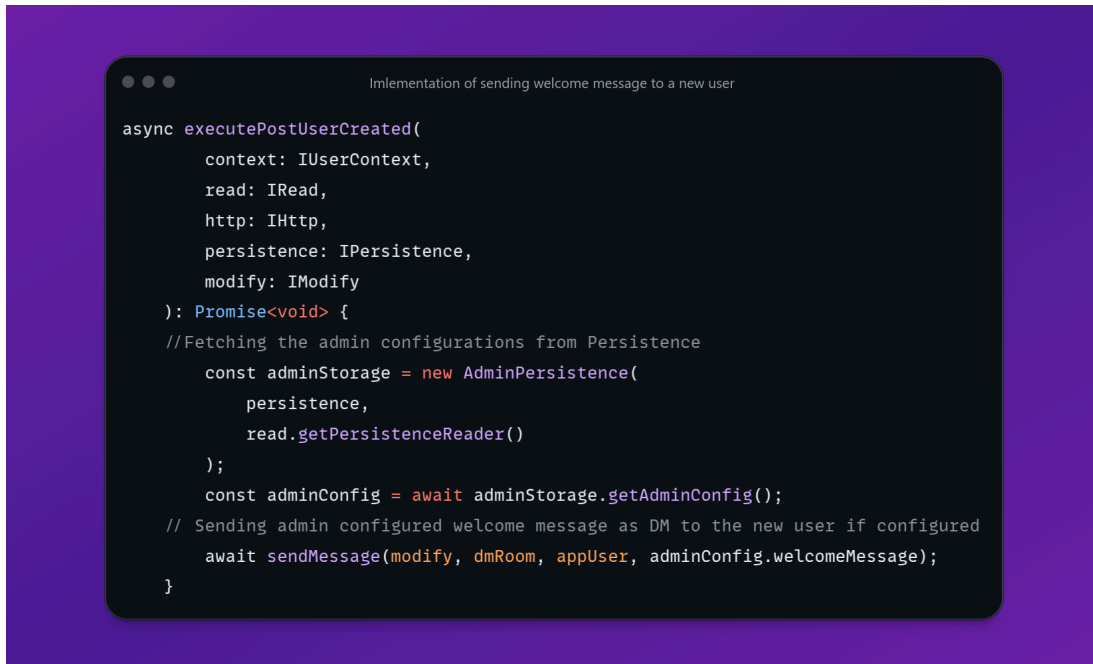 Imlementation of sending welcome message to a new user
async executePostUserCreated(
context: IUserContext,
read: IRead,
http: IHttp,
persistence: IPersistence,
modify: IModify
): Promise<void> {
//Fetching the admin configurations from Persistence
const adminStorage = new AdminPersistence(
persistence,
read.getPersistenceReader()
);
const adminConfig = await adminStorage.getAdminConfig();
// Sending admin configured welcome message as DM to the new user if configured
await sendMessage(modify, dmRoom, appUser, adminConfig.welcomeMessage);
}